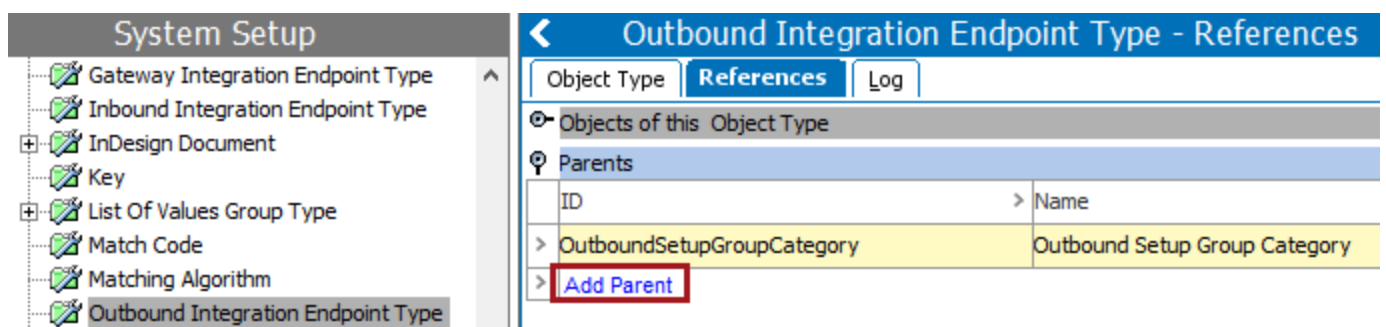 System Setup
Gateway Integration Endpoint Type
Inbound Integration Endpoint Type
InDesign Document
Key
List Of Values Group Type
Match Code
Matching Algorithm
Outbound Integration Endpoint Type
Outbound Integration Endpoint Type - References
Object Type References Log
Objects of this Object Type
Parents
ID > Name
> OutboundSetupGroupCategory Outbound Setup Group Category
> Add Parent